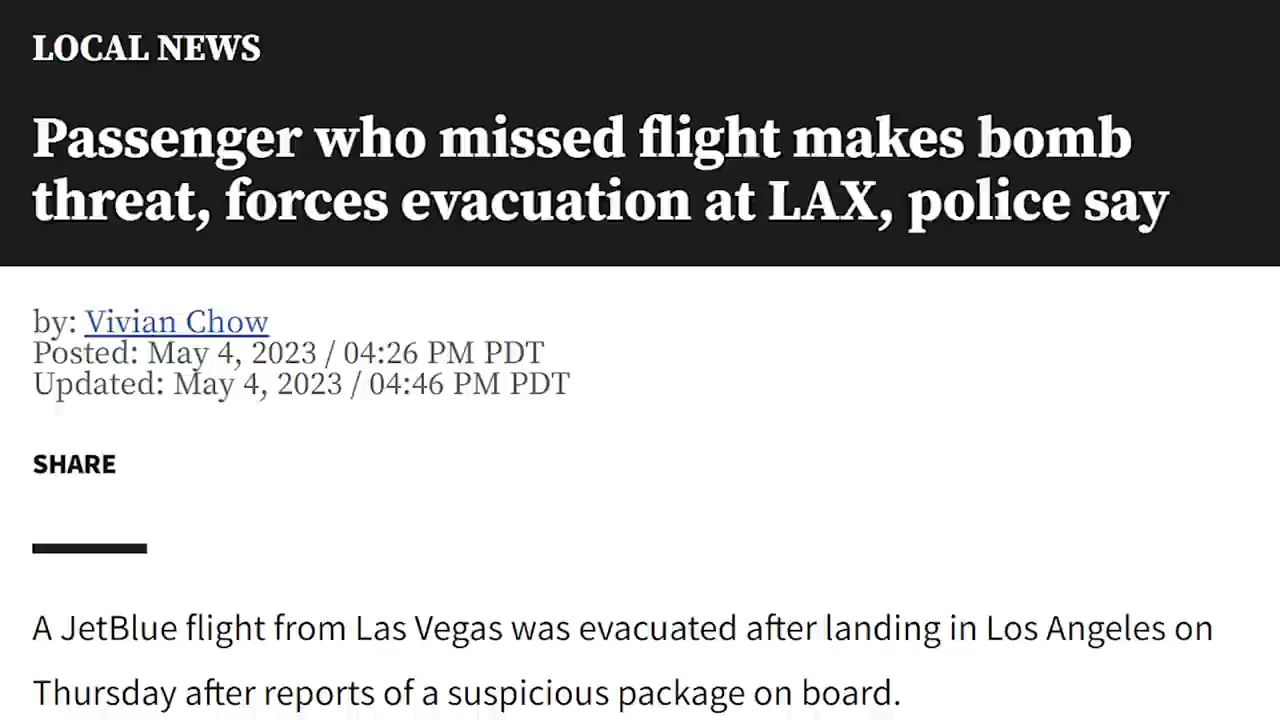 LOCAL NEWS
Passenger who missed flight makes bomb
threat, forces evacuation at LAX, police say
by: Vivian Chow
Posted: May 4, 2023 / 04:26 PM PDT
Updated: May 4, 2023 / 04:46 PM PDT
SHARE
A JetBlue flight from Las Vegas was evacuated after landing in Los Angeles on
Thursday after reports of a suspicious package on board.